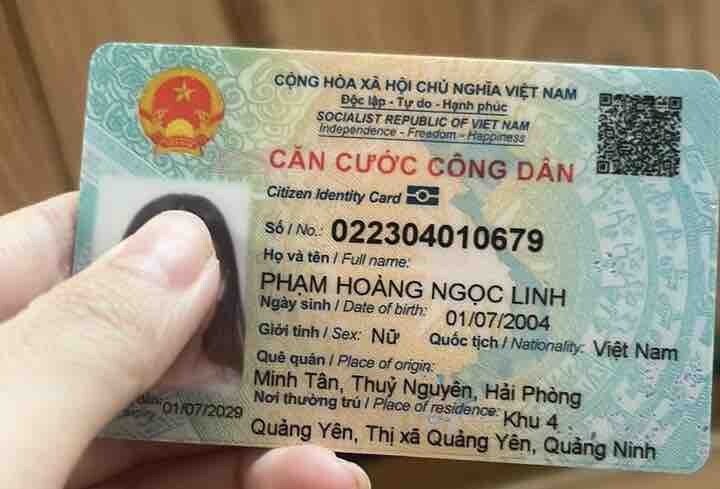 CỘNG HÒA XÃ HỘI CHỦ NGHĨA VIỆT NAM
Độc lập - Tự do - Hạnh phúc
SOCIALIST REPUBLIC OF VIET NAM
Independence - Freedom - Happiness
CĂN CƯỚC CÔNG DÂN
Citizen Identity Card
Số / No.: 022304010679
Họ và tên / Full name:
PHẠM HOÀNG NGỌC LINH
Ngày sinh / Date of birth: 01/07/2004
Giới tính / Sex: Nữ Quốc tịch / Nationality: Việt Nam
Quê quán / Place of origin:
Minh Tân, Thuỷ Nguyên, Hải Phòng
Nơi thường trú / Place of residence: Khu 4
Quảng Yên, Thị xã Quảng Yên, Quảng Ninh
01/07/2029